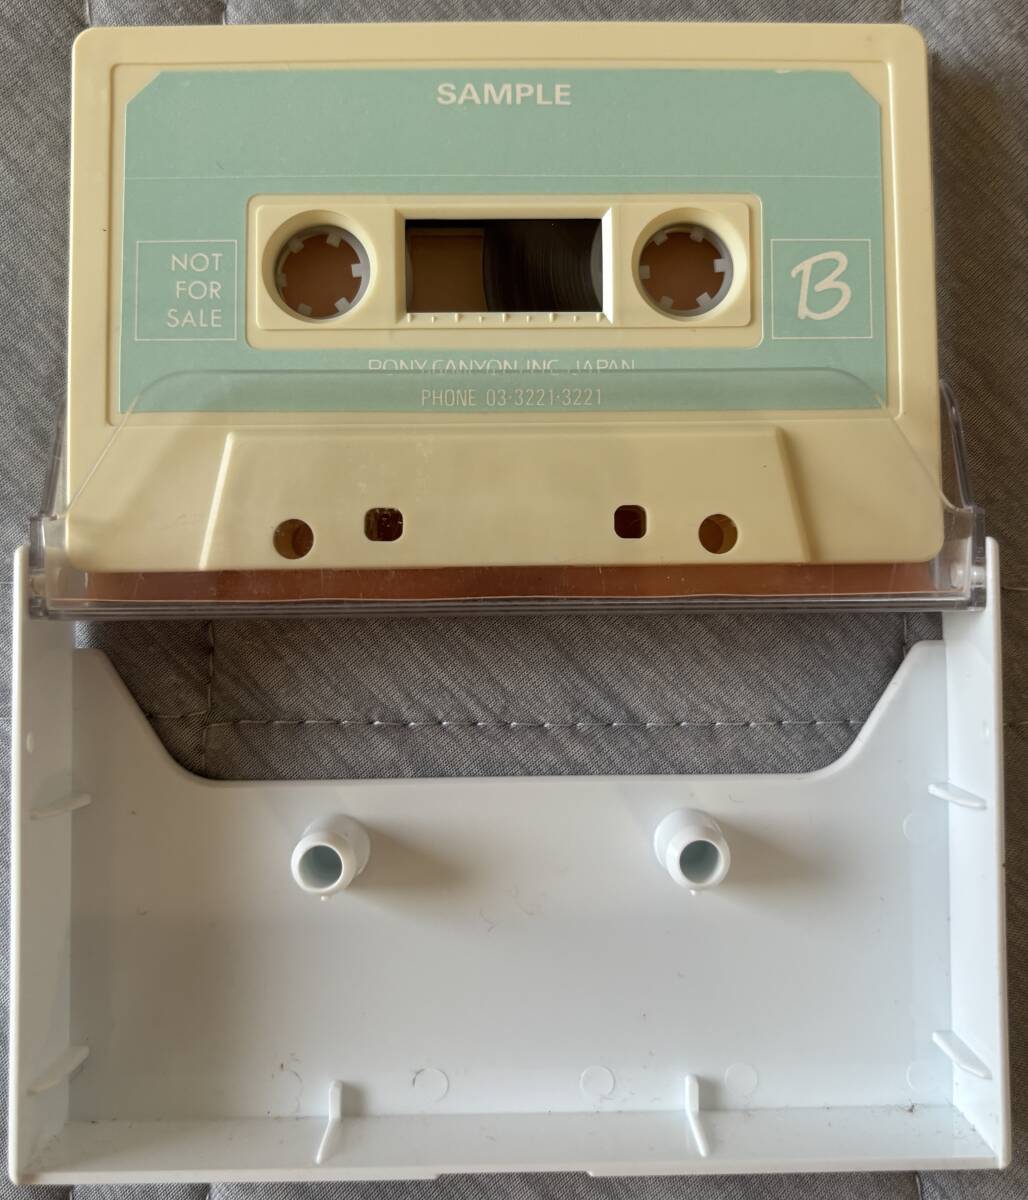 SAMPLE
NOT
FOR
SALE
B
PONY CANYON INC. JAPAN
PHONE 03·3221·3221